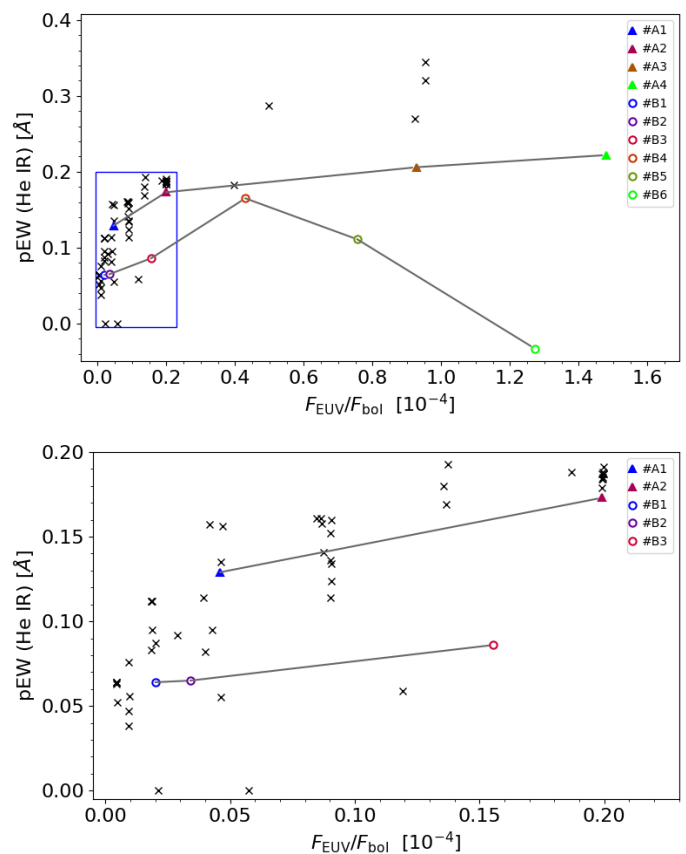 0.4
0.3
0.2
0.1
0.0
pEW (He IR) [Å]
#A1
#A2
#A3
#A4
#B1
#B2
#B3
#B4
#B5
#B6
0.0 0.2 0.4 0.6 0.8 1.0 1.2 1.4 1.6
F_EUV/F_bol [10^-4]
0.20
0.15
0.10
0.05
0.00
pEW (He IR) [Å]
#A1
#A2
#B1
#B2
#B3
0.00 0.05 0.10 0.15 0.20
F_EUV/F_bol [10^-4]